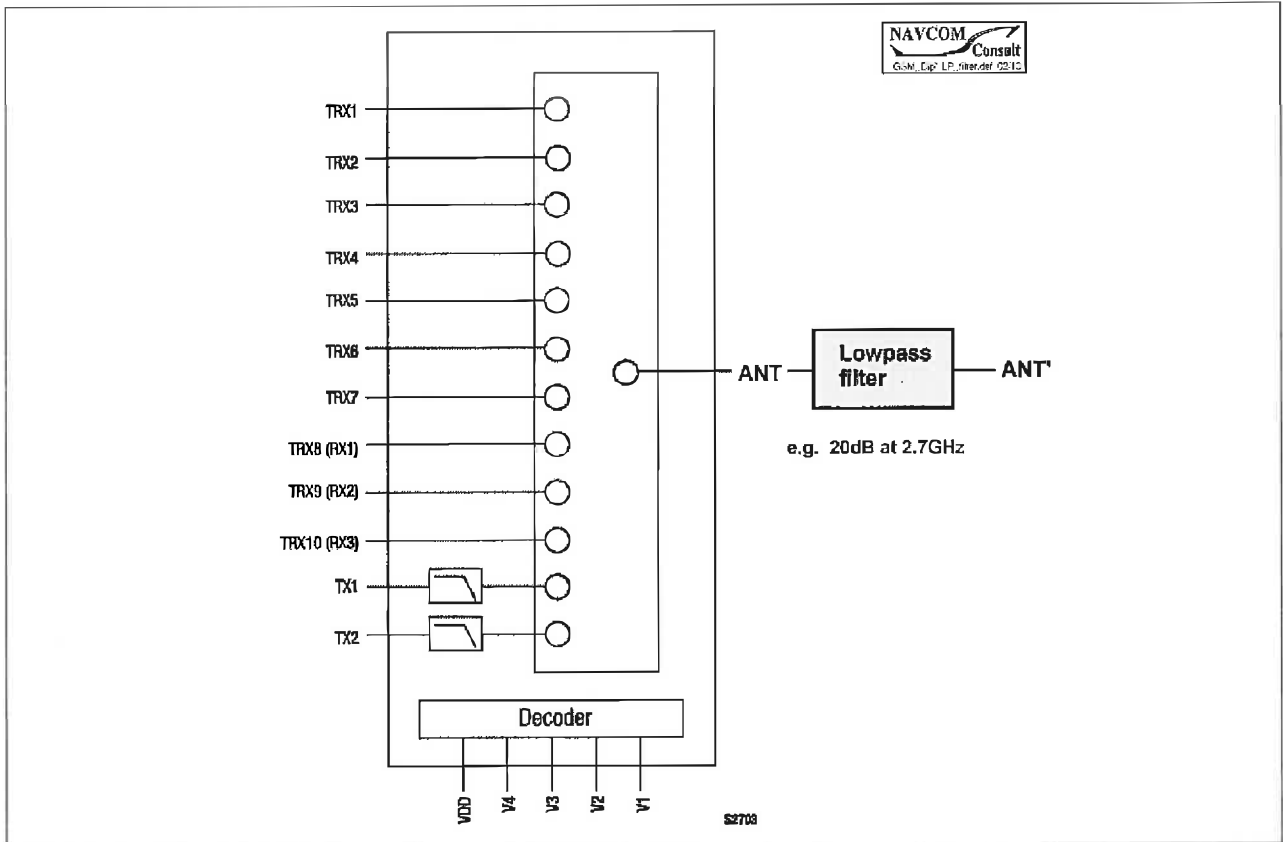 NAVCOM
Consult
TRX1
TRX2
TRX3
TRX4
TRX5
TRX6
TRX7
TRX8 (RX1)
TRX9 (RX2)
TRX10 (RX3)
TX1
TX2
ANT
Lowpass
filter
ANT'
e.g. 20dB at 2.7GHz
Decoder
VDD
V4
V3
V2
V1
S2703